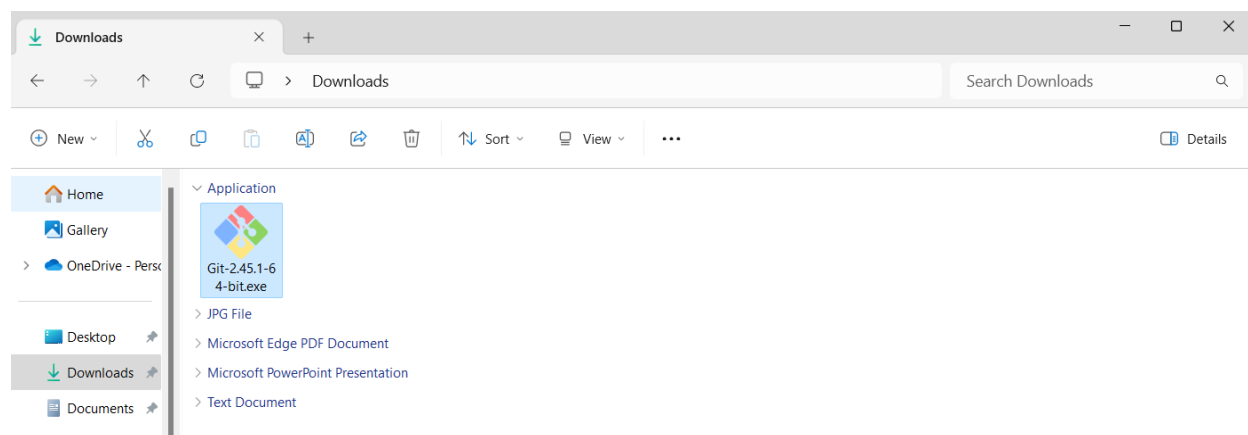 Downloads
Downloads
Search Downloads
New
Sort
View
Details
Home
Gallery
OneDrive - Perso
Desktop
Downloads
Documents
Application
Git-2.45.1-6
4-bit.exe
JPG File
Microsoft Edge PDF Document
Microsoft PowerPoint Presentation
Text Document